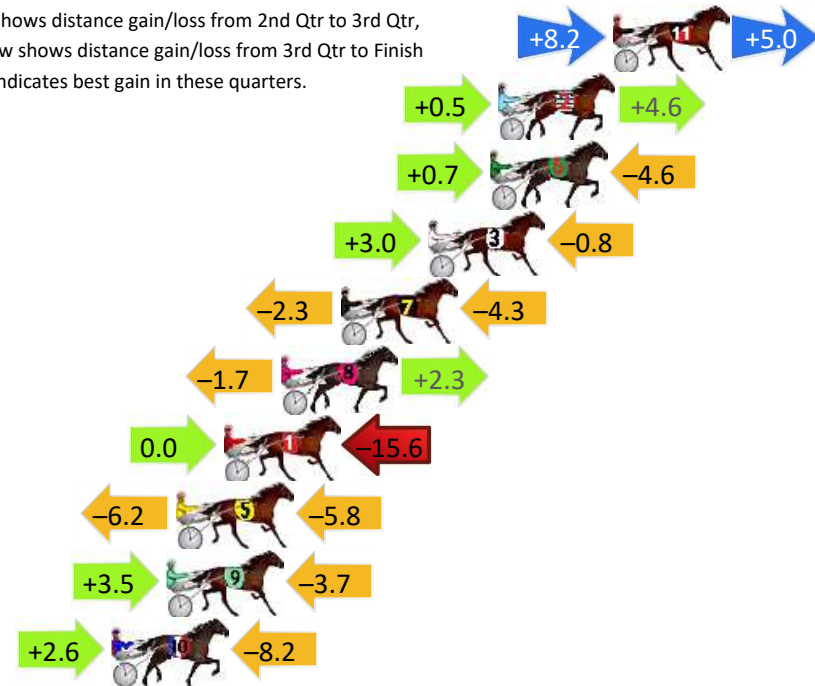 hows distance gain/loss from 2nd Qtr to 3rd Qtr,
w shows distance gain/loss from 3rd Qtr to Finish
ndicates best gain in these quarters.
+8.2 11 +5.0
+0.5 2 +4.6
+0.7 −4.6
+3.0 3 −0.8
−2.3 7 −4.3
−1.7 8 +2.3
0.0 1 −15.6
−6.2 5 −5.8
+3.5 9 −3.7
+2.6 10 −8.2